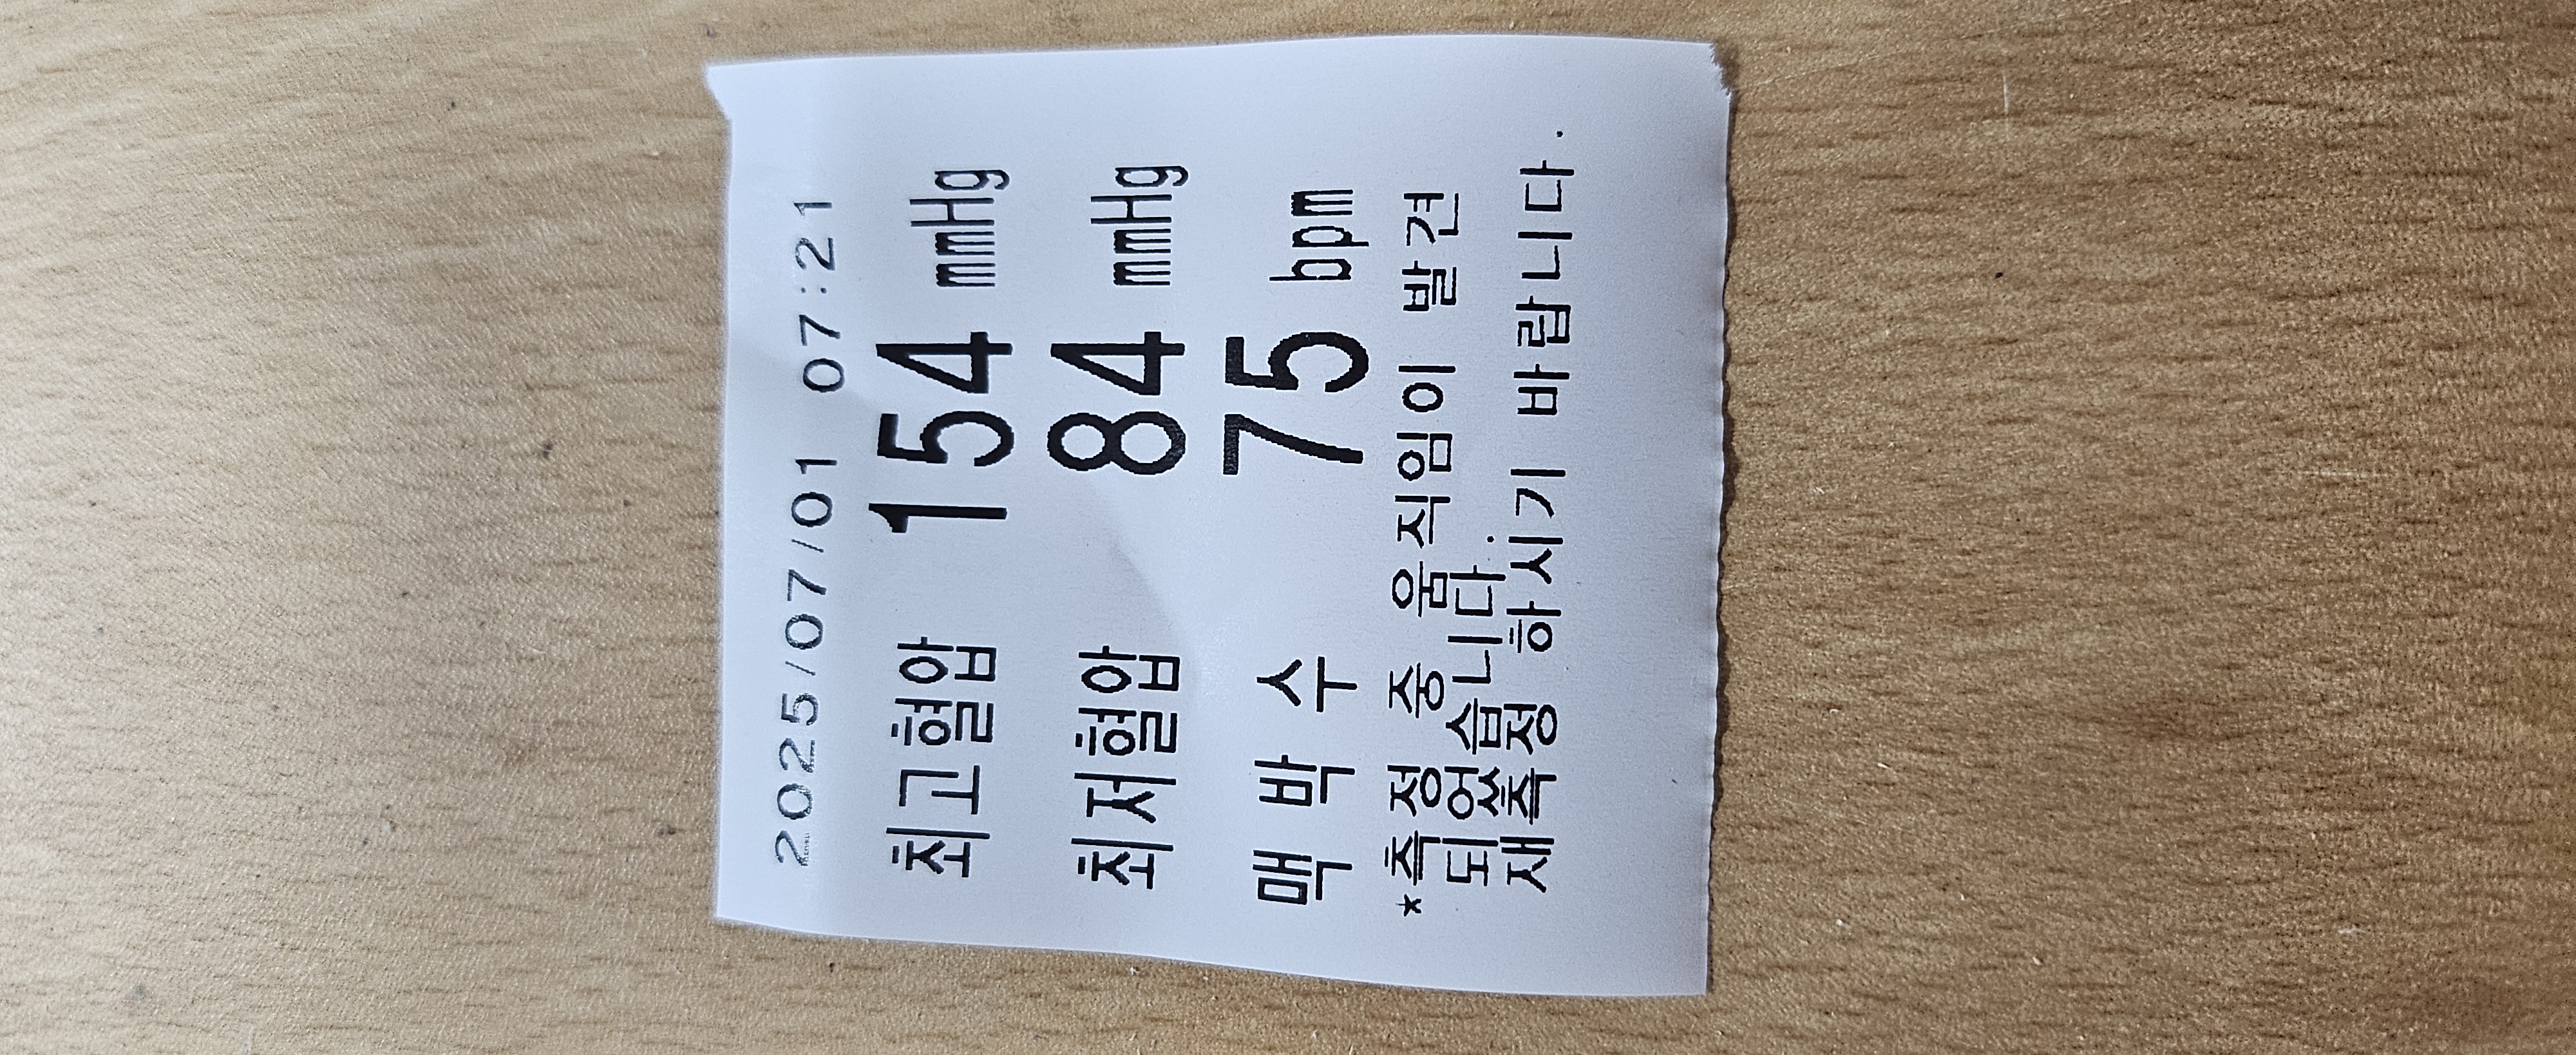 2025/07/01 07:21
최고혈압 154 mmHg
최저혈압 84 mmHg
맥 박 수 75 bpm
*측정 중 움직임이 발견
되었습니다.
재측정 하시기 바랍니다.